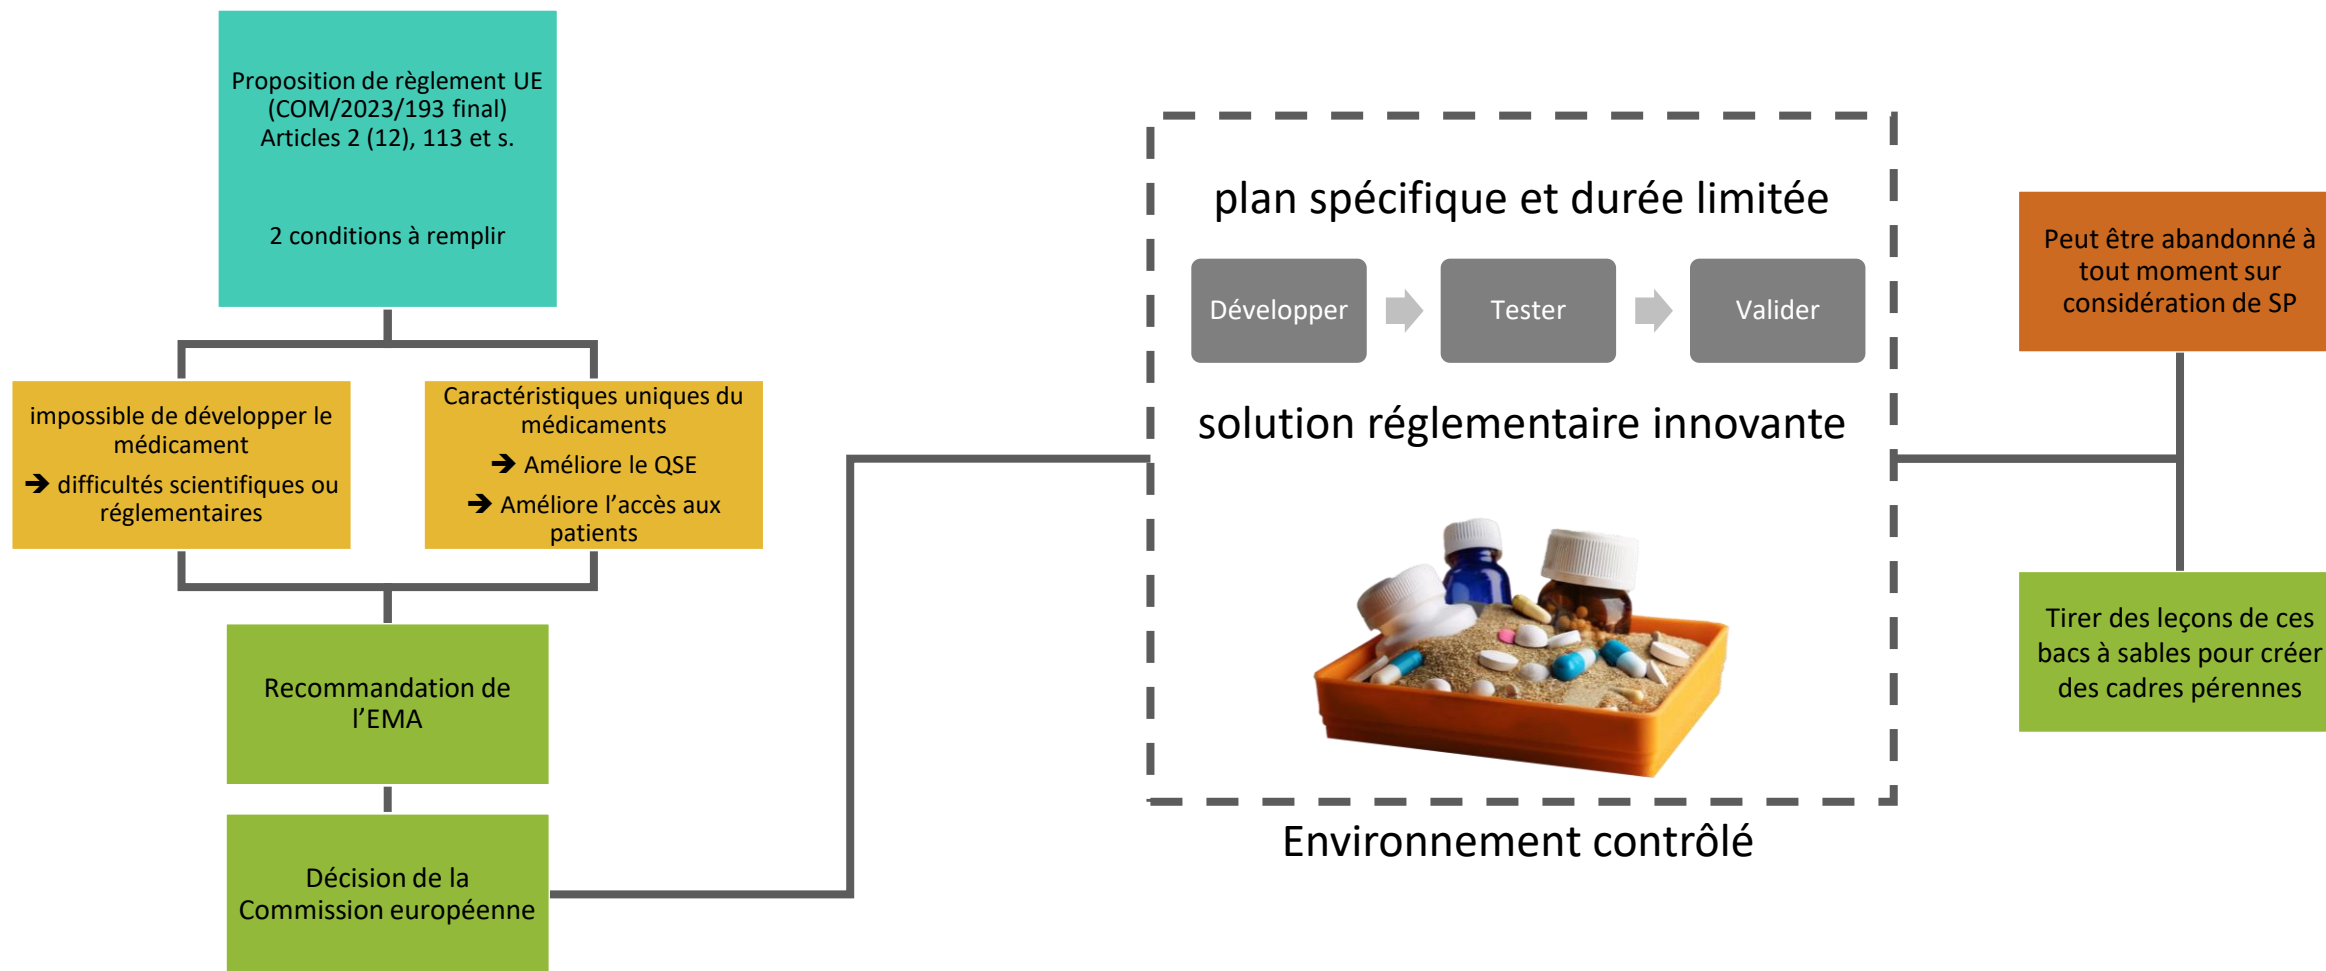 Proposition de règlement UE
(COM/2023/193 final)
Articles 2 (12), 113 et s.
2 conditions à remplir
impossible de développer le
médicament
➔ difficultés scientifiques ou
réglementaires
Caractéristiques uniques du
médicaments
➔ Améliore le QSE
➔ Améliore l’accès aux
patients
Recommandation de
l’EMA
Décision de la
Commission européenne
plan spécifique et durée limitée
Développer
Tester
Valider
solution réglementaire innovante
Environnement contrôlé
Peut être abandonné à
tout moment sur
considération de SP
Tirer des leçons de ces
bacs à sables pour créer
des cadres pérennes